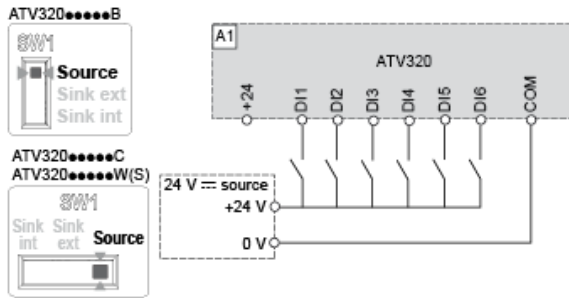 ATV320●●●●●B
SW1
Source
Sink ext
Sink int
ATV320●●●●●C
ATV320●●●●●W(S)
SW1
Sink int
Sink ext
Source
A1
ATV320
+24
DI1
DI2
DI3
DI4
DI5
DI6
COM
24 V ⎓ source
+24 V
0 V